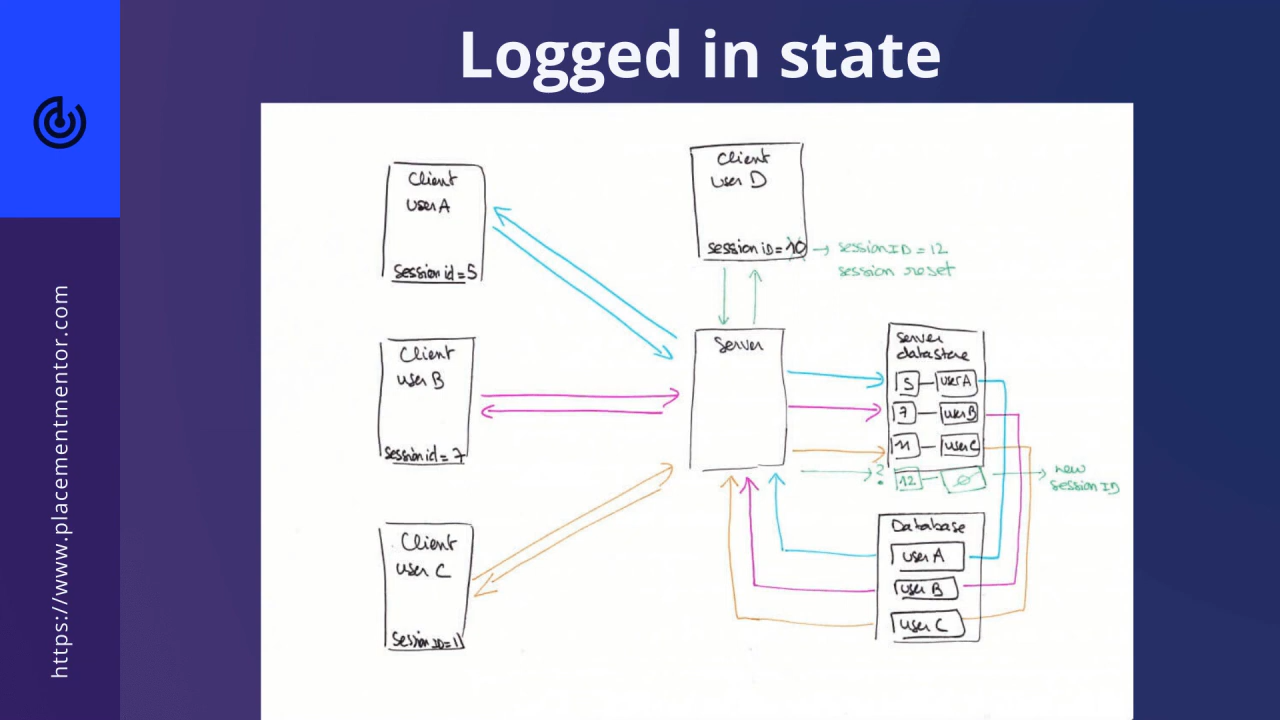 Logged in state
https://www.placementmentor.com
Client
user A
Session id = 5
Client
user D
session iD = 10
→ session ID = 12
session reset
Client
user B
session id = 7
Server
server
datastore
5 — user A
7 — user B
11 — user C
? 12 — ∅
new
session ID
Client
user C
Session ID = 11
Database
user A
user B
user C